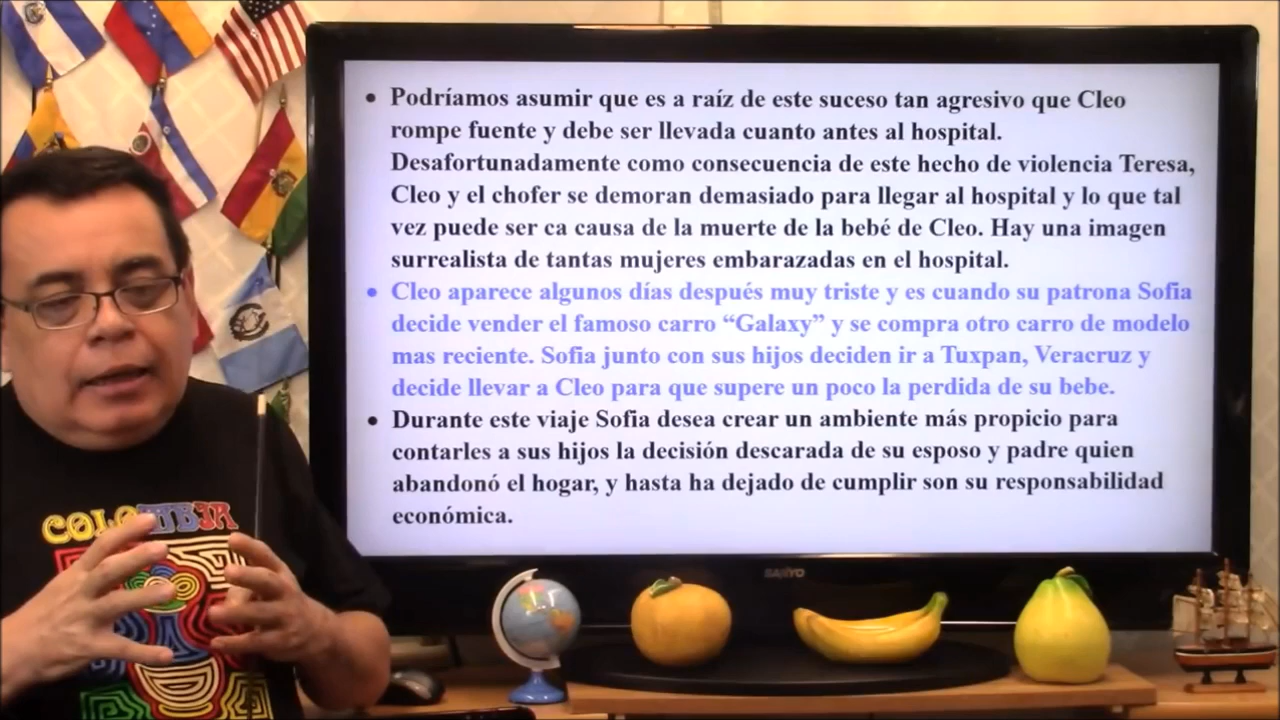 • Podríamos asumir que es a raíz de este suceso tan agresivo que Cleo
rompe fuente y debe ser llevada cuanto antes al hospital.
Desafortunadamente como consecuencia de este hecho de violencia Teresa,
Cleo y el chofer se demoran demasiado para llegar al hospital y lo que tal
vez puede ser ca causa de la muerte de la bebé de Cleo. Hay una imagen
surrealista de tantas mujeres embarazadas en el hospital.
• Cleo aparece algunos días después muy triste y es cuando su patrona Sofia
decide vender el famoso carro “Galaxy” y se compra otro carro de modelo
mas reciente. Sofia junto con sus hijos deciden ir a Tuxpan, Veracruz y
decide llevar a Cleo para que supere un poco la perdida de su bebe.
• Durante este viaje Sofia desea crear un ambiente más propicio para
contarles a sus hijos la decisión descarada de su esposo y padre quien
abandonó el hogar, y hasta ha dejado de cumplir son su responsabilidad
económica.
SANYO
COLOMBIA